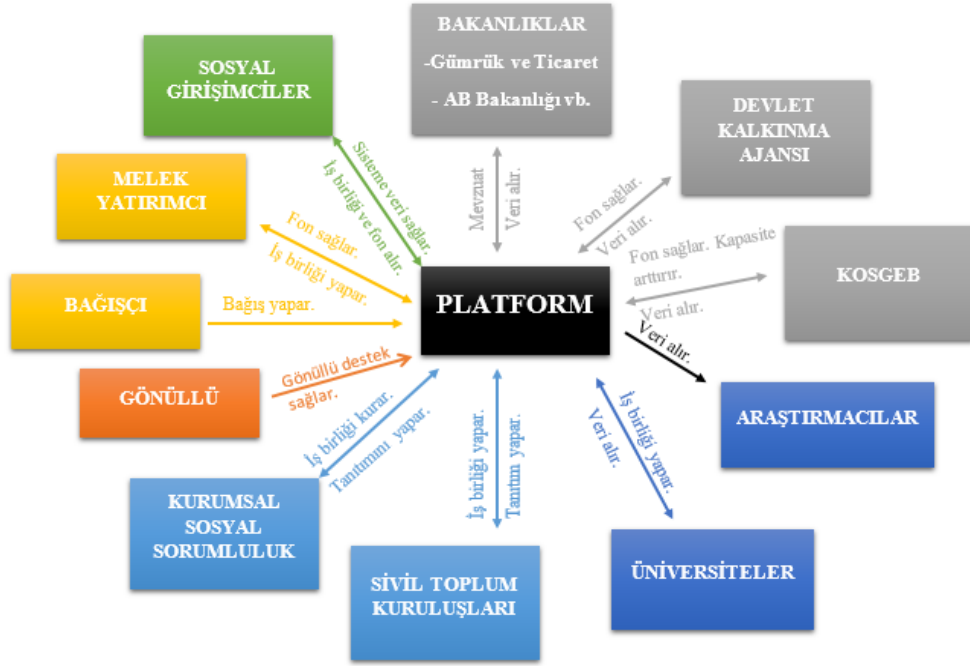 BAKANLIKLAR
-Gümrük ve Ticaret
- AB Bakanlığı vb.
SOSYAL
GİRİŞİMCİLER
DEVLET
KALKINMA
AJANSI
MELEK
YATIRIMCI
Sisteme veri sağlar.
İş birliği ve fon alır.
Mevzuat
Veri alır.
Fon sağlar.
Veri alır.
Fon sağlar.
İş birliği yapar.
Fon sağlar. Kapasite
arttırır.
Veri alır.
KOSGEB
BAĞIŞÇI
Bağış yapar.
PLATFORM
Veri alır.
GÖNÜLLÜ
Gönüllü destek
sağlar.
ARAŞTIRMACILAR
İş birliği kurar.
Tanıtımını yapar.
İş birliği yapar.
Tanıtım yapar.
İş birliği yapar.
Veri alır.
KURUMSAL
SOSYAL
SORUMLULUK
SİVİL TOPLUM
KURULUŞLARI
ÜNİVERSİTELER